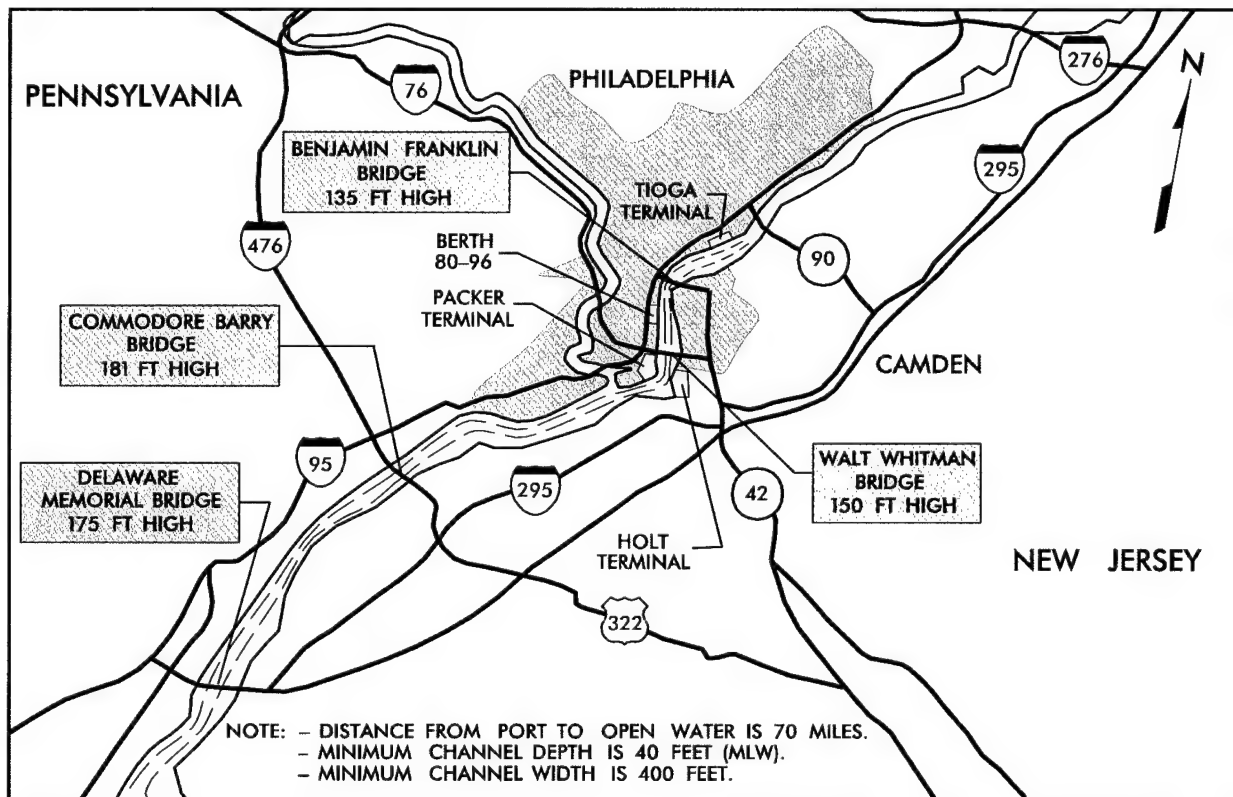 PENNSYLVANIA
PHILADELPHIA
76
276
N
BENJAMIN FRANKLIN
BRIDGE
135 FT HIGH
295
TIOGA
TERMINAL
476
BERTH
80–96
90
PACKER
TERMINAL
COMMODORE BARRY
BRIDGE
181 FT HIGH
CAMDEN
95
DELAWARE
MEMORIAL BRIDGE
175 FT HIGH
295
42
WALT WHITMAN
BRIDGE
150 FT HIGH
HOLT
TERMINAL
NEW JERSEY
322
NOTE: – DISTANCE FROM PORT TO OPEN WATER IS 70 MILES.
– MINIMUM CHANNEL DEPTH IS 40 FEET (MLW).
– MINIMUM CHANNEL WIDTH IS 400 FEET.